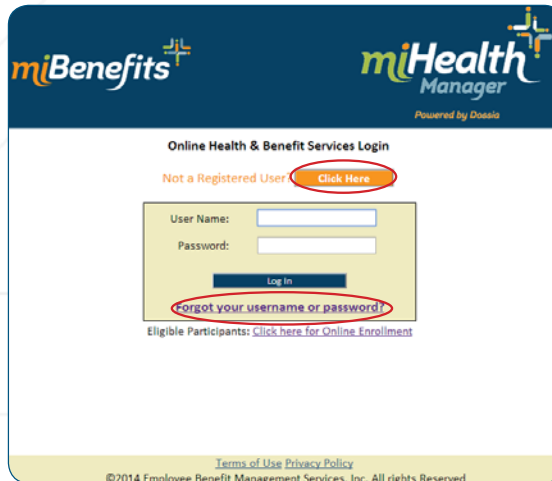 miBenefits
miHealth
Manager
Powered by Dossia
Online Health & Benefit Services Login
Not a Registered User? Click Here
User Name:
Password:
Log In
Forgot your username or password?
Eligible Participants: Click here for Online Enrollment
Terms of Use Privacy Policy
©2014 Employee Benefit Management Services, Inc. All rights Reserved